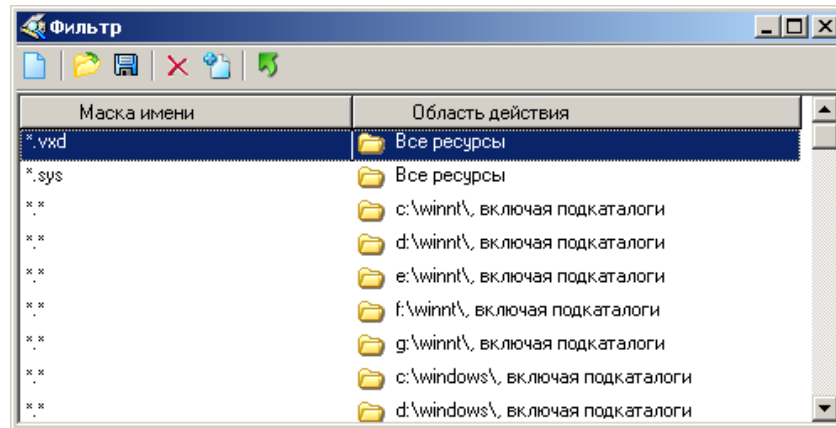 Фильтр
Маска имени Область действия
*.vxd Все ресурсы
*.sys Все ресурсы
*.* c:\winnt\, включая подкаталоги
*.* d:\winnt\, включая подкаталоги
*.* e:\winnt\, включая подкаталоги
*.* f:\winnt\, включая подкаталоги
*.* g:\winnt\, включая подкаталоги
*.* c:\windows\, включая подкаталоги
*.* d:\windows\, включая подкаталоги